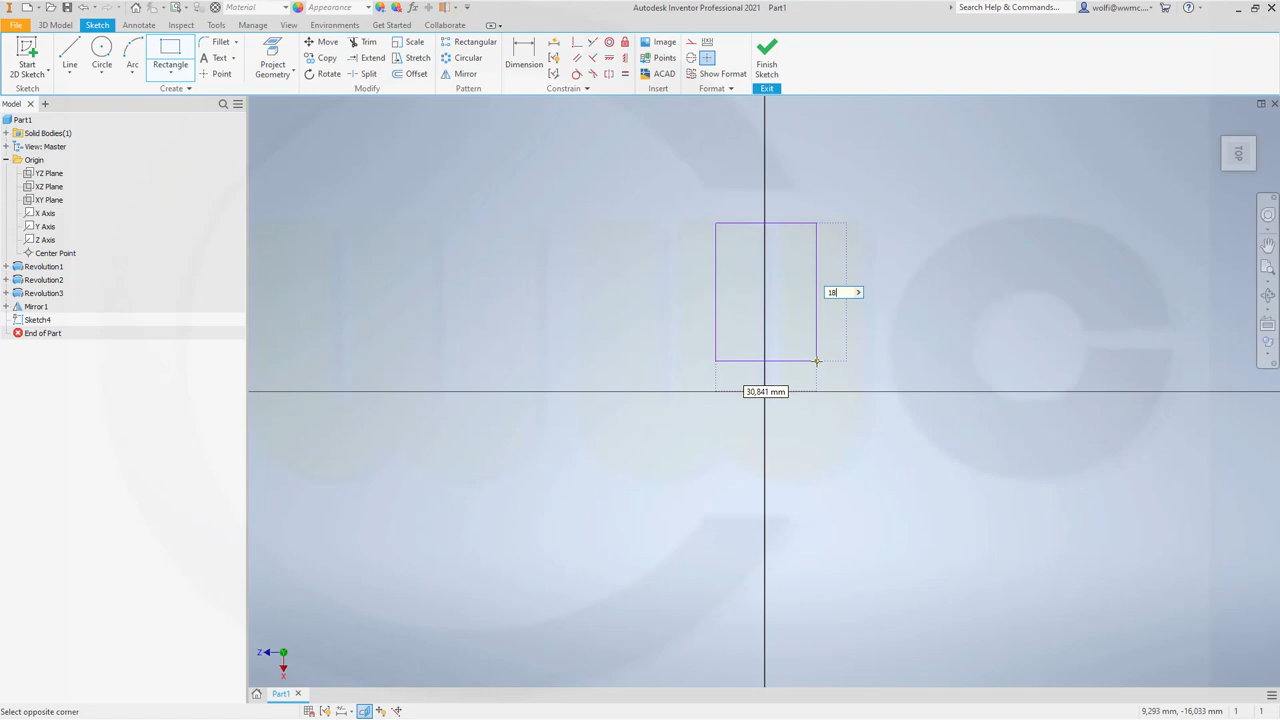 Material
Appearance
Autodesk Inventor Professional 2021 Part1
Search Help & Commands...
wolfi@wwmc....
File
3D Model
Sketch
Annotate
Inspect
Tools
Manage
View
Environments
Get Started
Collaborate
Start
2D Sketch
Line
Circle
Arc
Rectangle
Fillet
Text
Point
Project
Geometry
Move
Copy
Rotate
Trim
Extend
Split
Scale
Stretch
Offset
Rectangular
Circular
Mirror
Dimension
Image
Points
ACAD
Show Format
Finish
Sketch
Sketch
Create
Modify
Pattern
Constrain
Insert
Format
Exit
Model
Part1
Solid Bodies(1)
View: Master
Origin
YZ Plane
XZ Plane
XY Plane
X Axis
Y Axis
Z Axis
Center Point
Revolution1
Revolution2
Revolution3
Mirror1
Sketch4
End of Part
TOP
18
30,841 mm
Z
X
Part1
Select opposite corner
9,293 mm, -16,033 mm 1 1